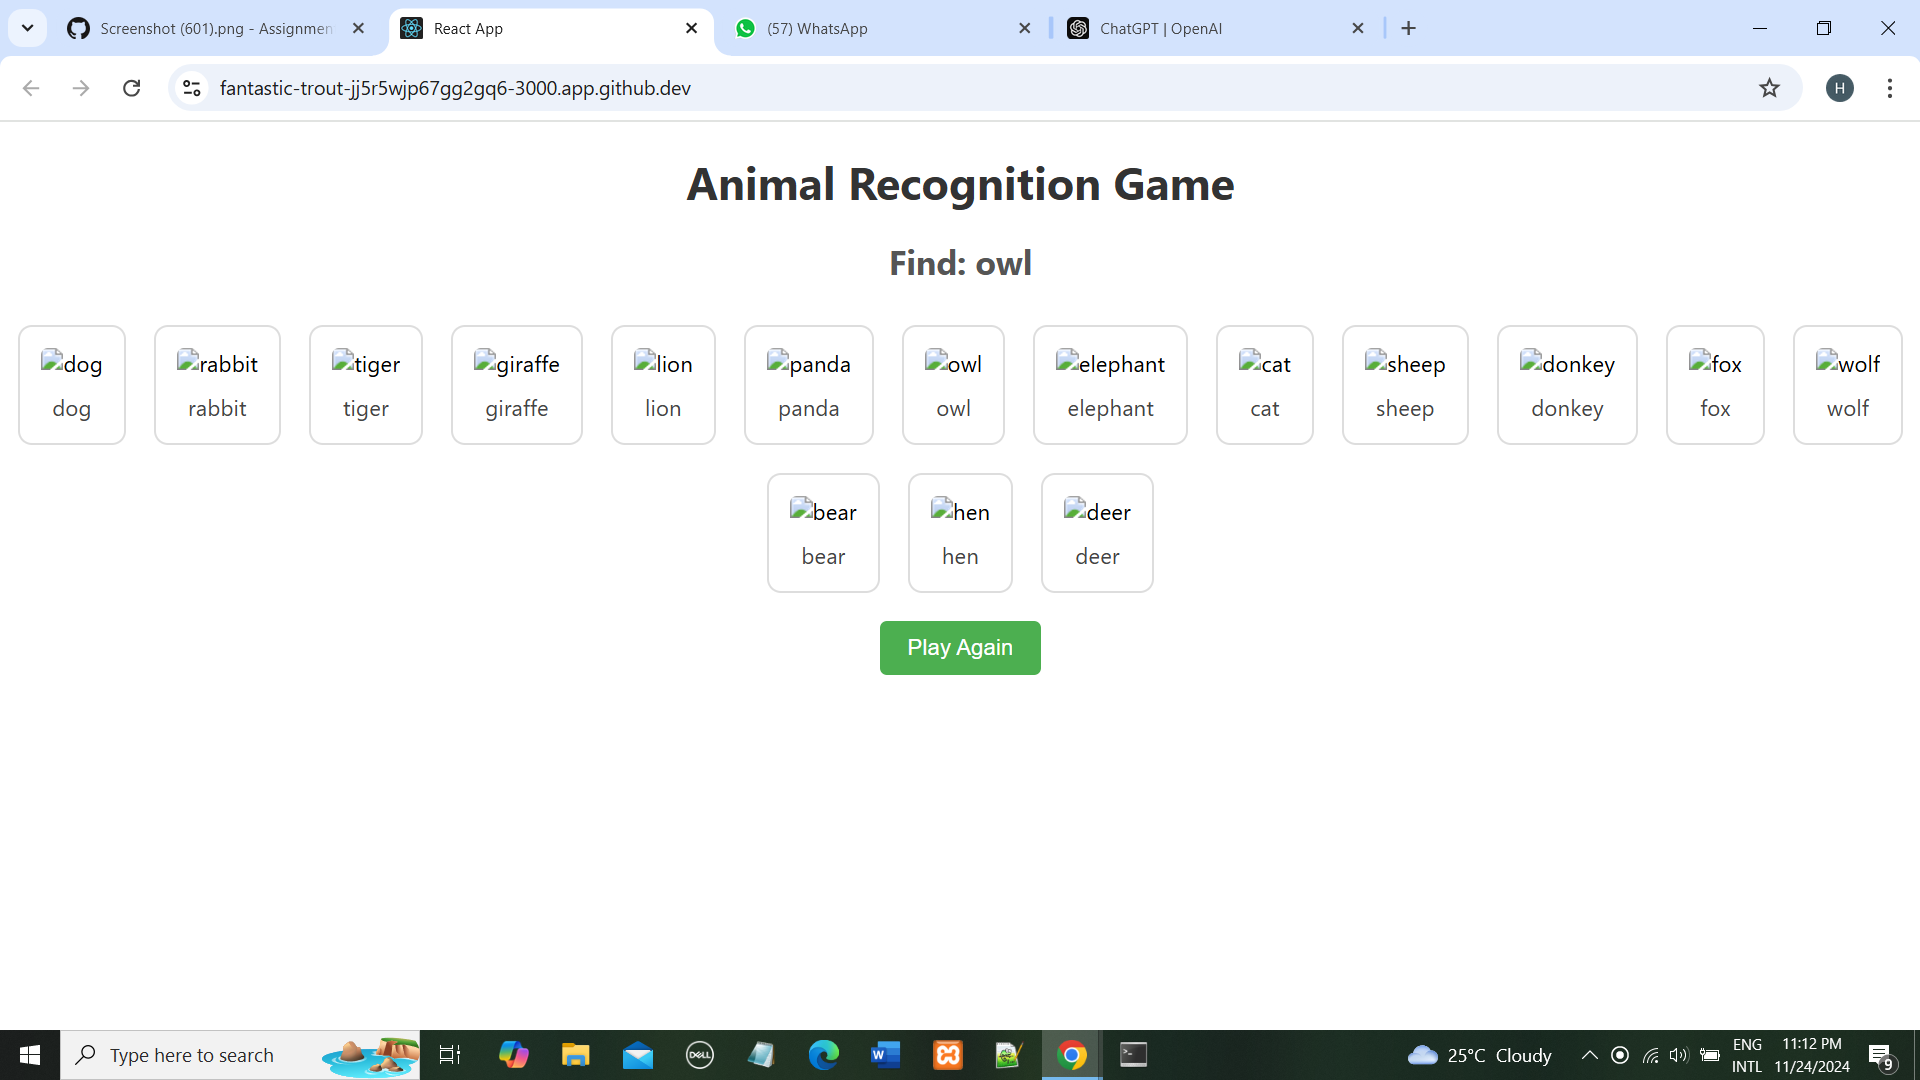 Screenshot (601).png - Assignmen
React App
(57) WhatsApp
ChatGPT | OpenAI
fantastic-trout-jj5r5wjp67gg2gq6-3000.app.github.dev
H
Animal Recognition Game
Find: owl
dog rabbit tiger giraffe lion panda owl elephant cat sheep donkey fox wolf
dog rabbit tiger giraffe lion panda owl elephant cat sheep donkey fox wolf
bear hen deer
bear hen deer
Play Again
Type here to search
DELL
W
25°C Cloudy
ENG
INTL
11:12 PM
11/24/2024
9